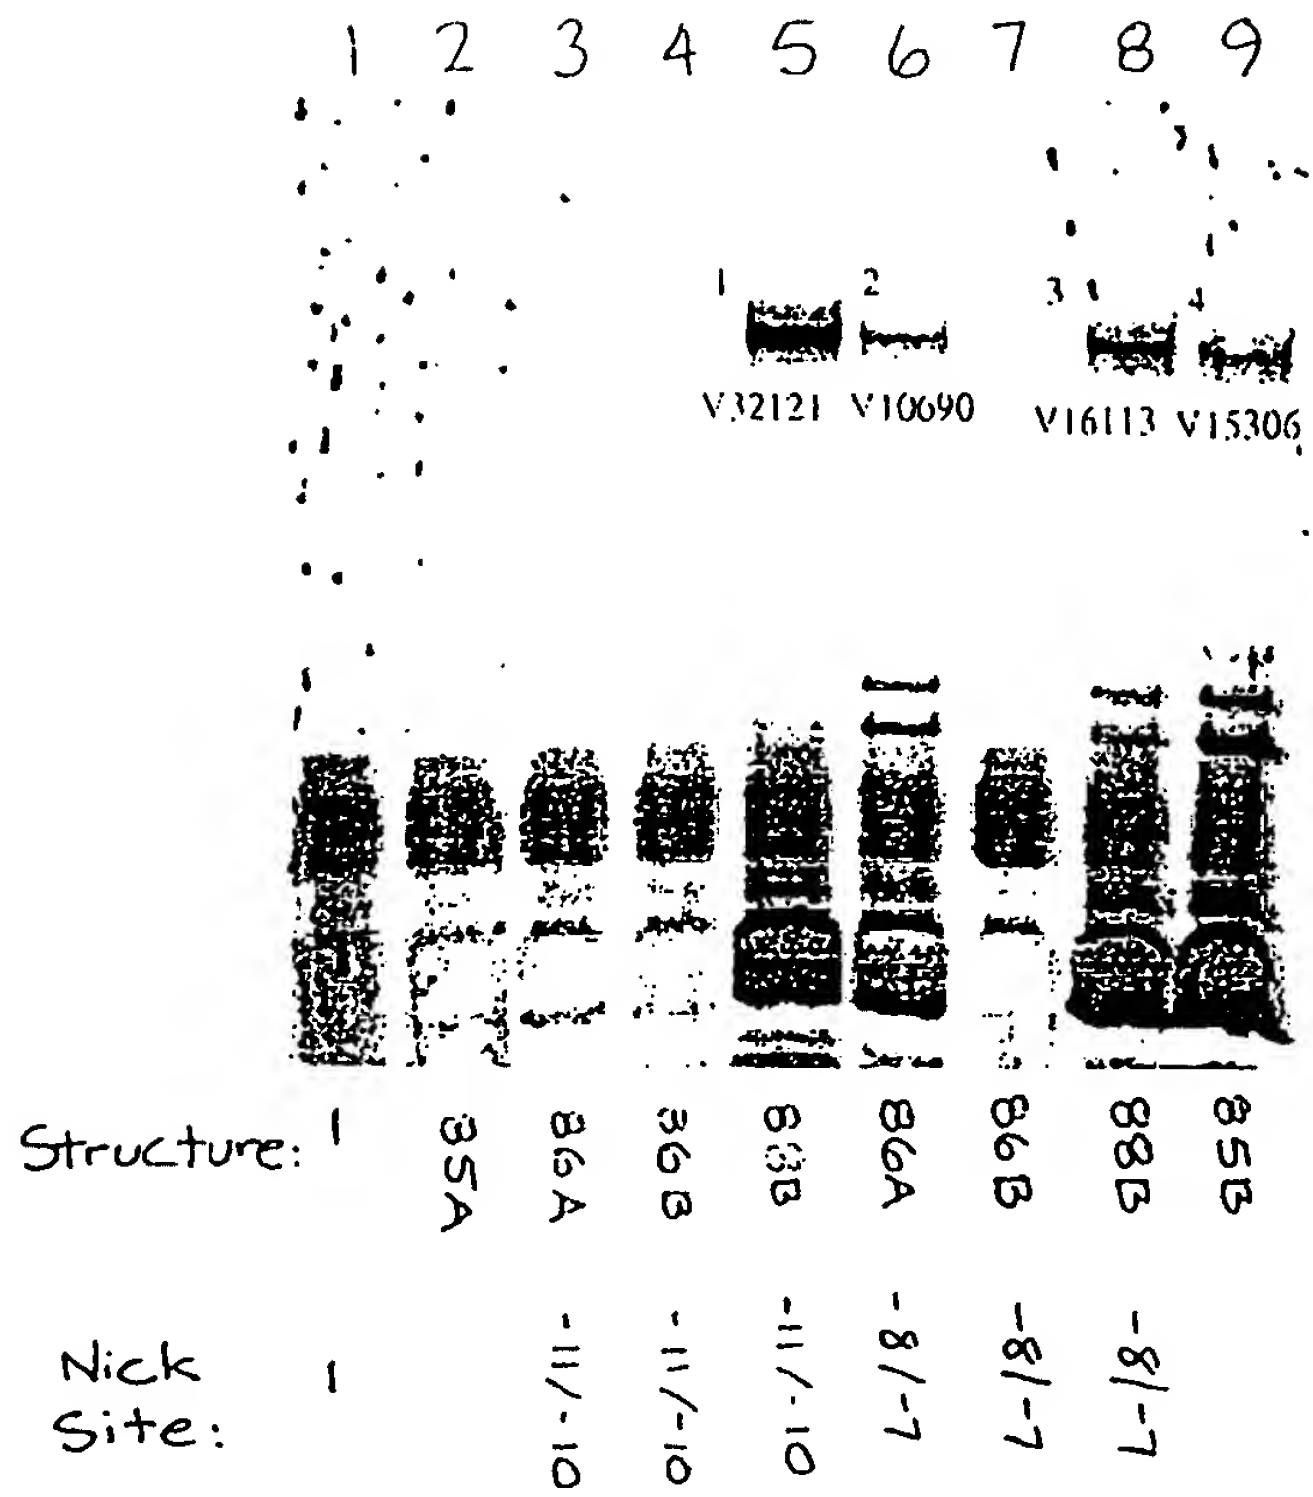 1 2 3 4 5 6 7 8 9
1 2 3 4
V32121 V10690 V16113 V15306
Structure: 1 85A 86A 86B 88B 86A 86B 88B 85B
Nick Site: 1 -11/-10 -11/-10 -11/-10 -8/-7 -8/-7 -8/-7